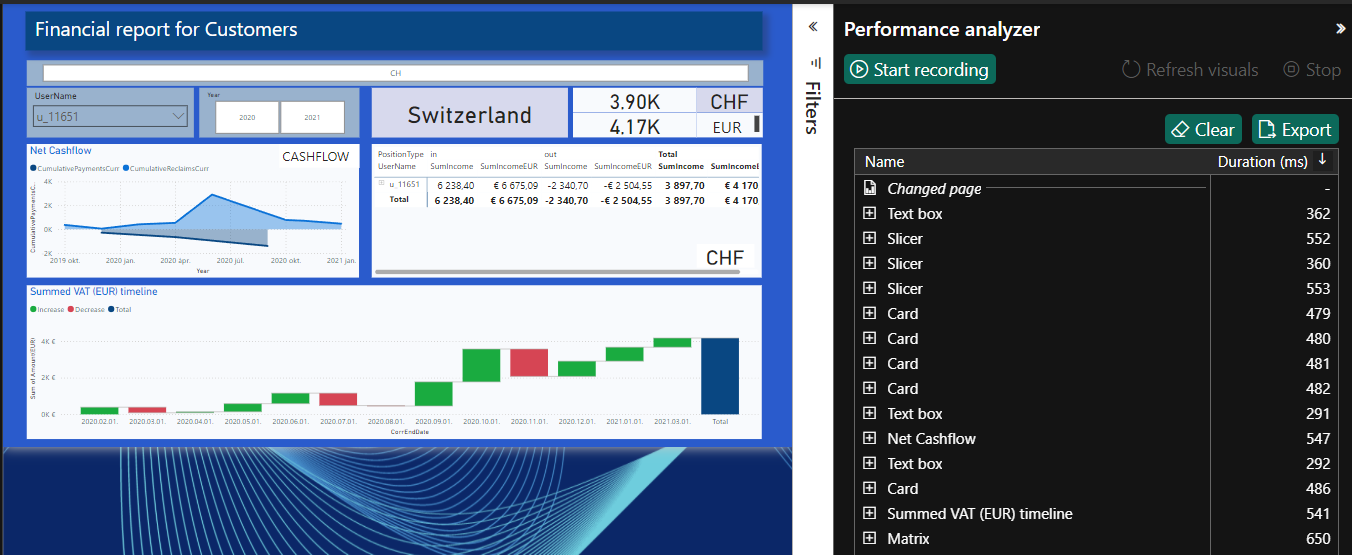 Financial report for Customers
CH
UserName
u_11651
Year
2020 2021
Switzerland
3.90K CHF
4.17K EUR
Net Cashflow
CASHFLOW
CumulativePaymentsCurr CumulativeReclaimsCurr
CumulativePaymentsC...
4K
2K
0K
2K
2019 okt. 2020 jan. 2020 ápr. 2020 júl. 2020 okt. 2021 jan.
Year
PositionType in out Total
UserName SumIncome SumIncomeEUR SumIncome SumIncomeEUR SumIncome SumIncomeE
u_11651 6 238,40 € 6 675,09 -2 340,70 -€ 2 504,55 3 897,70 € 4 170
Total 6 238,40 € 6 675,09 -2 340,70 -€ 2 504,55 3 897,70 € 4 170
CHF
Summed VAT (EUR) timeline
Increase Decrease Total
Sum of Amount(EUR)
4K €
2K €
0K €
2020.02.01. 2020.03.01. 2020.04.01. 2020.05.01. 2020.06.01. 2020.07.01. 2020.08.01. 2020.09.01. 2020.10.01. 2020.11.01. 2020.12.01. 2021.01.01. 2021.03.01. Total
CorrEndDate
Filters
Performance analyzer
Start recording Refresh visuals Stop
Clear Export
Name Duration (ms)
Changed page -
Text box 362
Slicer 552
Slicer 360
Slicer 553
Card 479
Card 480
Card 481
Card 482
Text box 291
Net Cashflow 547
Text box 292
Card 486
Summed VAT (EUR) timeline 541
Matrix 650